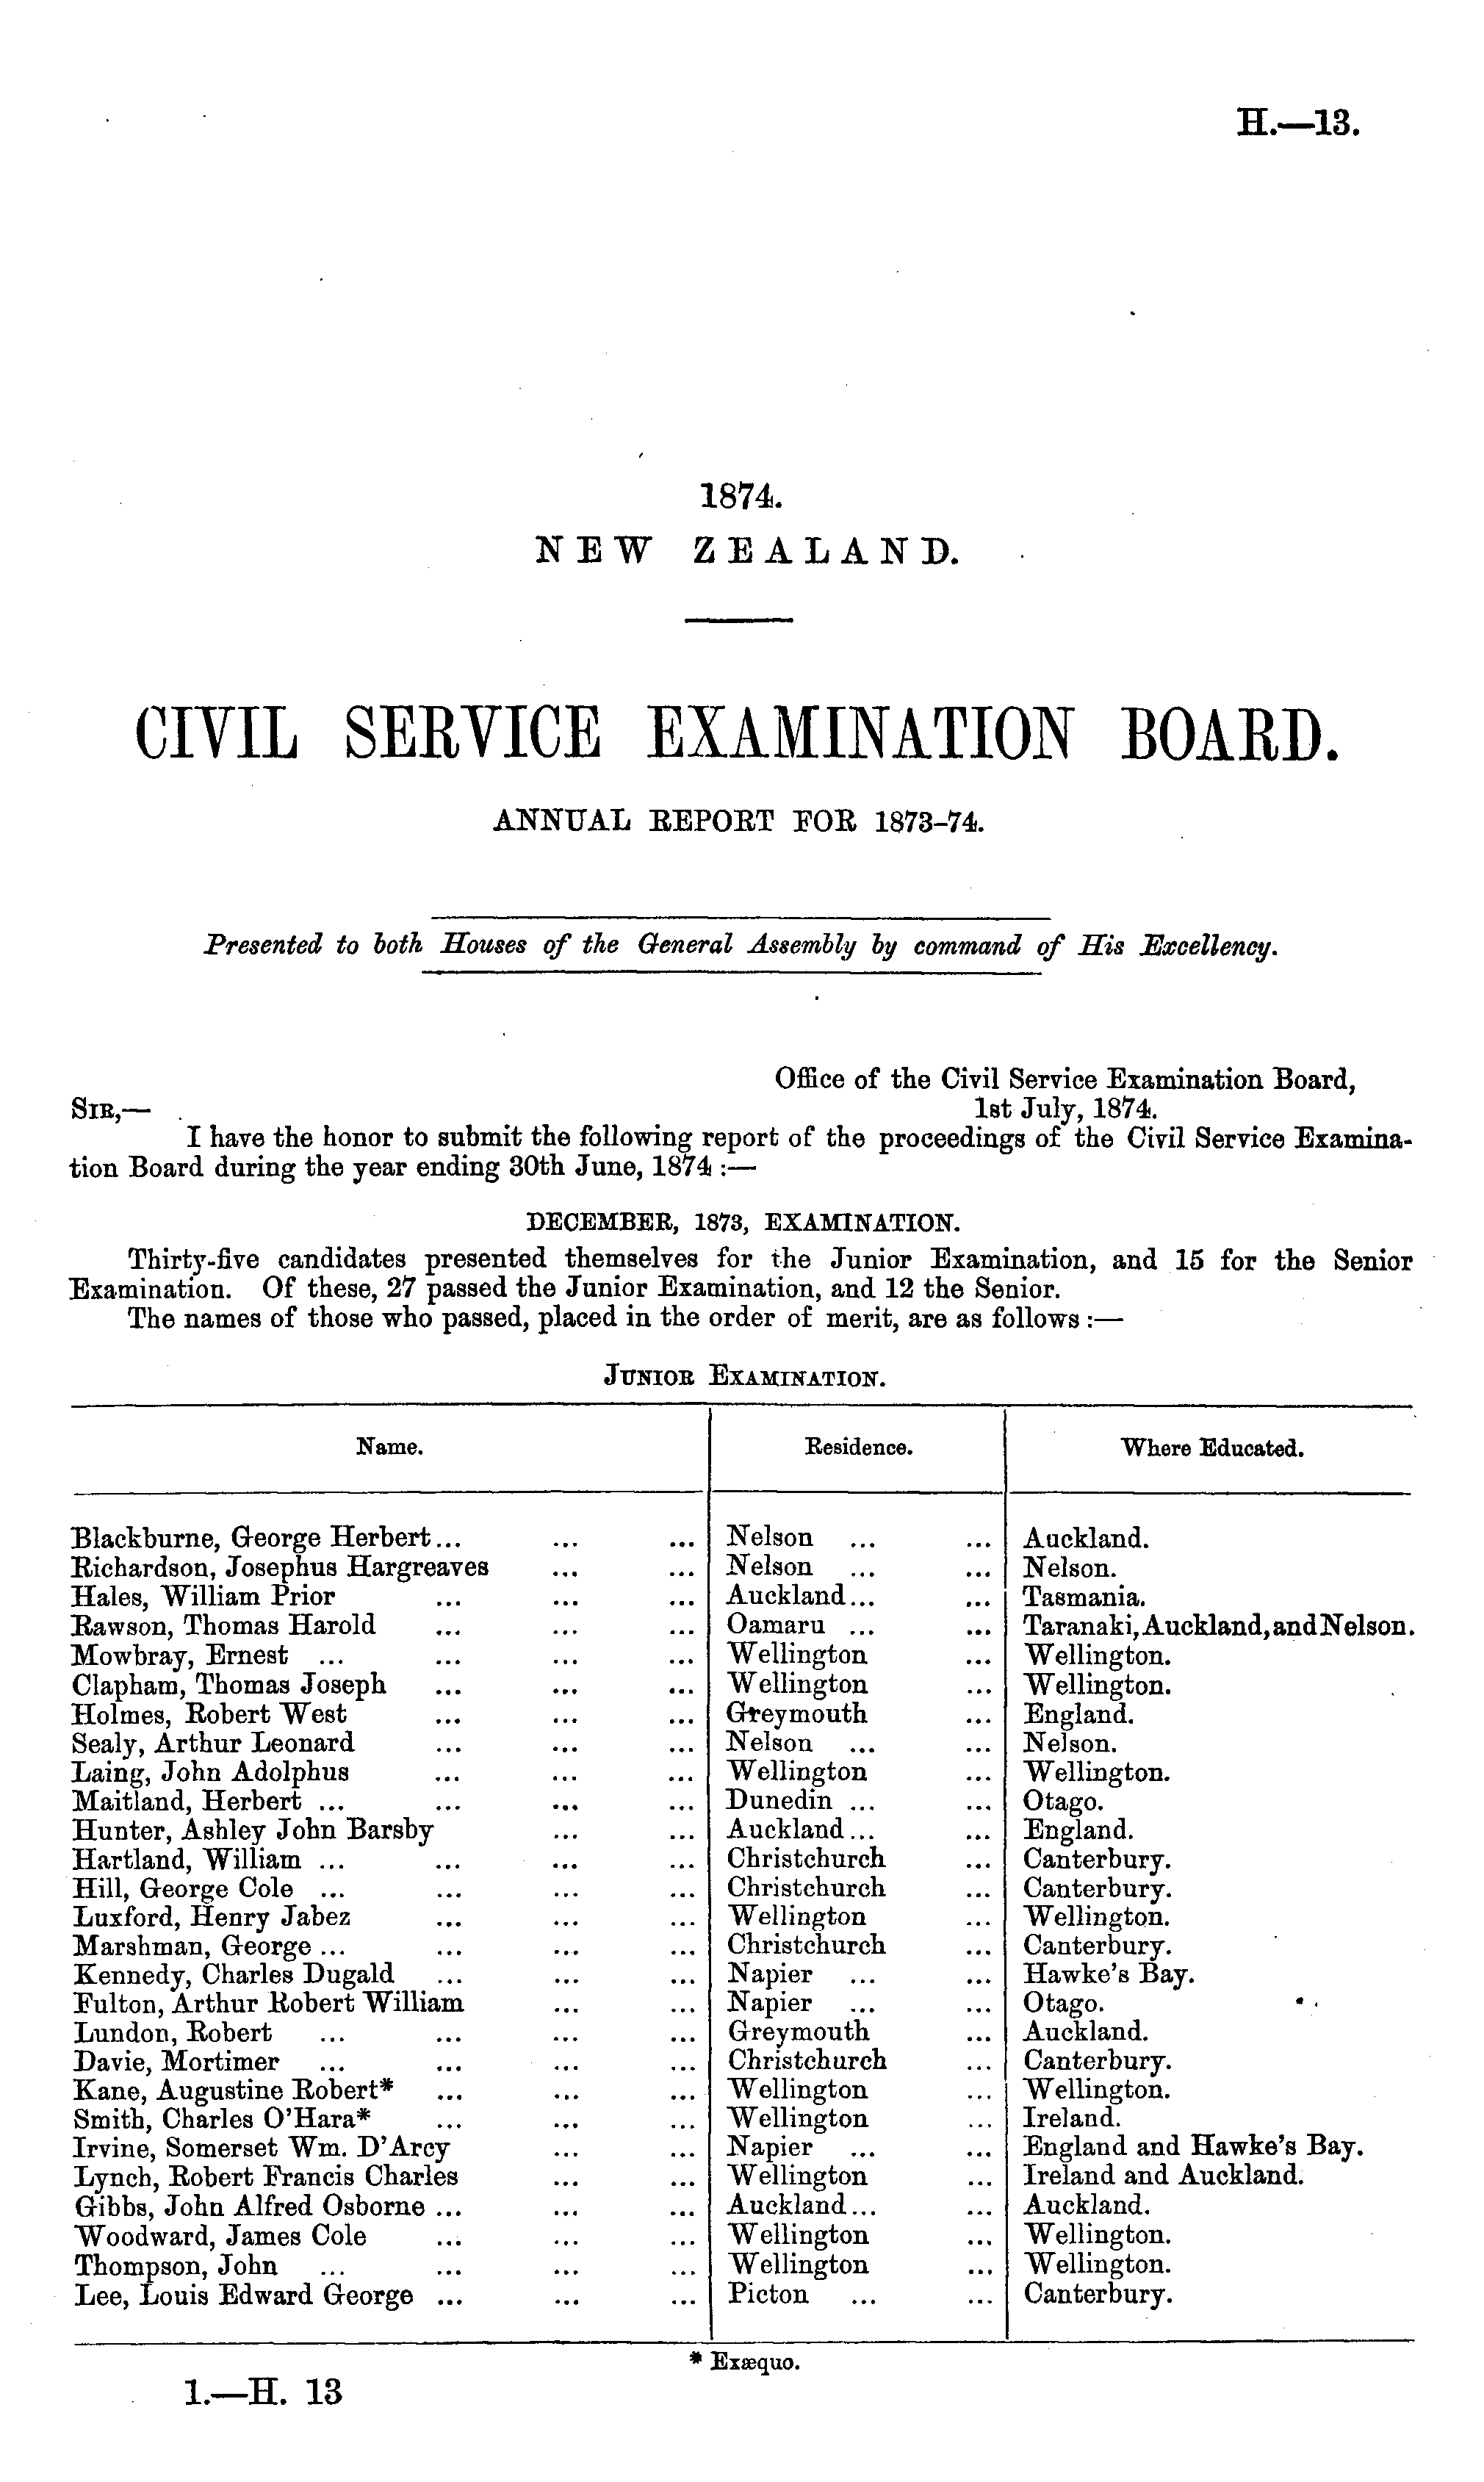 H.—13.
1874.
NEW ZEALAND.
CIVIL SERVICE EXAMINATION BOARD.
ANNUAL REPORT FOR 1873-74.
Presented to both Houses of the General Assembly by command of His Excellency.
Office of the Civil Service Examination Board,
SIR,— 1st July, 1874.
I have the honor to submit the following report of the proceedings of the Civil Service Examina-
tion Board during the year ending 30th June, 1874 :—
DECEMBER, 1873, EXAMINATION.
Thirty-five candidates presented themselves for the Junior Examination, and 15 for the Senior
Examination. Of these, 27 passed the Junior Examination, and 12 the Senior.
The names of those who passed, placed in the order of merit, are as follows :—
JUNIOR EXAMINATION.
Name. Residence. Where Educated.
Blackburne, George Herbert... ... ... Nelson ... ... Auckland.
Richardson, Josephus Hargreaves ... ... Nelson ... ... Nelson.
Hales, William Prior ... ... ... Auckland... ... Tasmania.
Rawson, Thomas Harold ... ... ... Oamaru ... ... Taranaki, Auckland, and Nelson.
Mowbray, Ernest ... ... ... ... Wellington ... Wellington.
Clapham, Thomas Joseph ... ... ... Wellington ... Wellington.
Holmes, Robert West ... ... ... Greymouth ... England.
Sealy, Arthur Leonard ... ... ... Nelson ... ... Nelson.
Laing, John Adolphus ... ... ... Wellington ... Wellington.
Maitland, Herbert ... ... ... ... Dunedin ... ... Otago.
Hunter, Ashley John Barsby ... ... Auckland... ... England.
Hartland, William ... ... ... ... Christchurch ... Canterbury.
Hill, George Cole ... ... ... ... Christchurch ... Canterbury.
Luxford, Henry Jabez ... ... ... Wellington ... Wellington.
Marshman, George ... ... ... ... Christchurch ... Canterbury.
Kennedy, Charles Dugald ... ... ... Napier ... ... Hawke's Bay.
Fulton, Arthur Robert William ... ... Napier ... ... Otago.
Lundon, Robert ... ... ... ... Greymouth ... Auckland.
Davie, Mortimer ... ... ... ... Christchurch ... Canterbury.
Kane, Augustine Robert* ... ... ... Wellington ... Wellington.
Smith, Charles O'Hara* ... ... ... Wellington ... Ireland.
Irvine, Somerset Wm. D'Arcy ... ... Napier ... ... England and Hawke's Bay.
Lynch, Robert Francis Charles ... ... Wellington ... Ireland and Auckland.
Gibbs, John Alfred Osborne ... ... ... Auckland... ... Auckland.
Woodward, James Cole ... ... ... Wellington ... Wellington.
Thompson, John ... ... ... ... Wellington ... Wellington.
Lee, Louis Edward George ... ... ... Picton ... ... Canterbury.
* Exæquo.
1.—H. 13